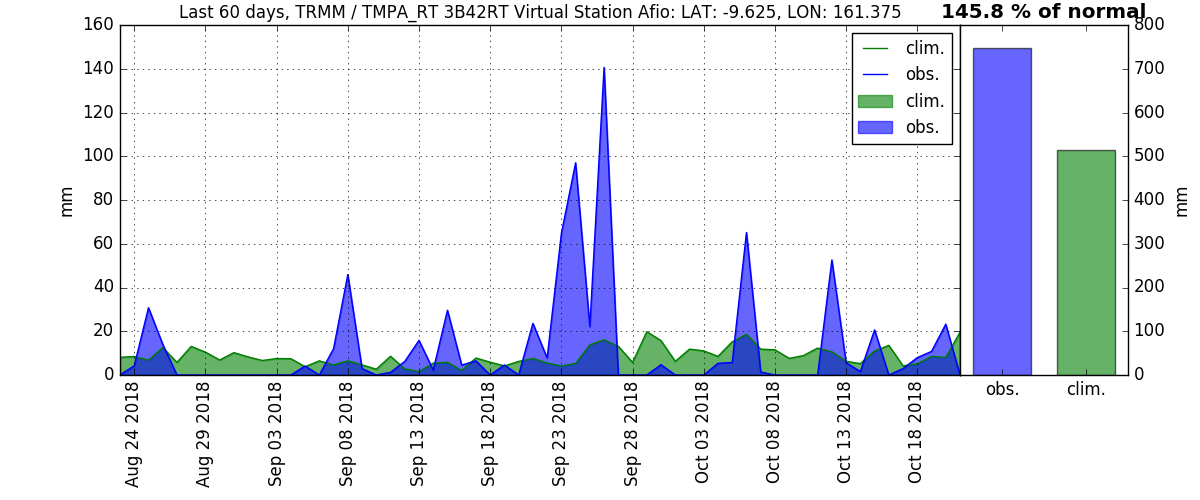 Last 60 days, TRMM / TMPA_RT 3B42RT Virtual Station Afio: LAT: -9.625, LON: 161.375
145.8 % of normal
160
140
120
100
80
60
40
20
0
mm
clim.
obs.
clim.
obs.
Aug 24 2018
Aug 29 2018
Sep 03 2018
Sep 08 2018
Sep 13 2018
Sep 18 2018
Sep 23 2018
Sep 28 2018
Oct 03 2018
Oct 08 2018
Oct 13 2018
Oct 18 2018
800
700
600
500
400
300
200
100
0
mm
obs.
clim.